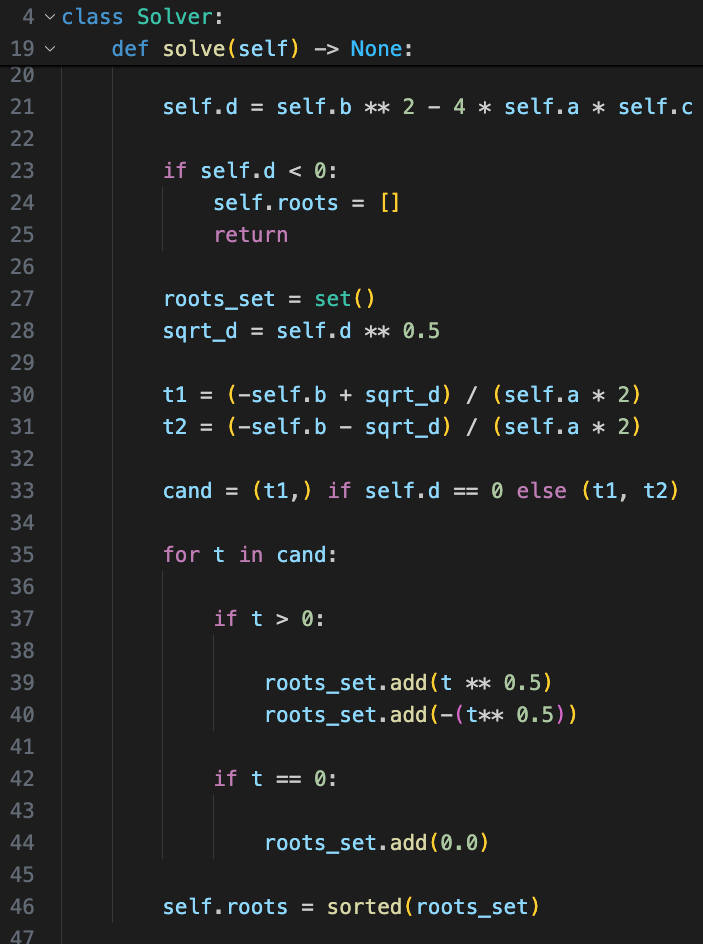 4 class Solver:
19 def solve(self) -> None:
20
21 self.d = self.b ** 2 - 4 * self.a * self.c
22
23 if self.d < 0:
24 self.roots = []
25 return
26
27 roots_set = set()
28 sqrt_d = self.d ** 0.5
29
30 t1 = (-self.b + sqrt_d) / (self.a * 2)
31 t2 = (-self.b - sqrt_d) / (self.a * 2)
32
33 cand = (t1,) if self.d == 0 else (t1, t2)
34
35 for t in cand:
36
37 if t > 0:
38
39 roots_set.add(t ** 0.5)
40 roots_set.add(-(t** 0.5))
41
42 if t == 0:
43
44 roots_set.add(0.0)
45
46 self.roots = sorted(roots_set)
47